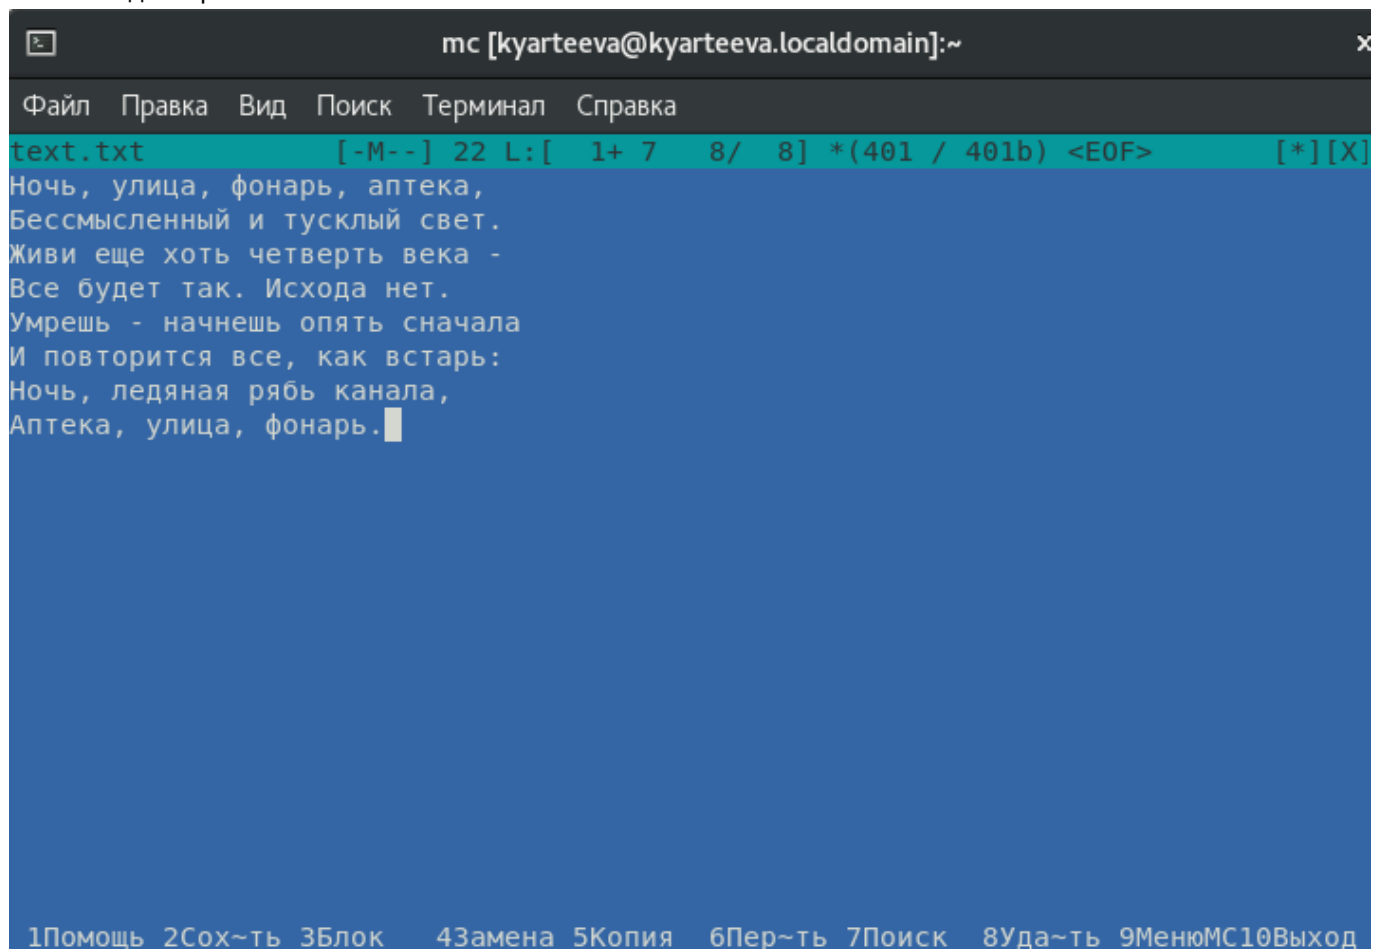 mc [kyarteeva@kyarteeva.localdomain]:~ x
Файл Правка Вид Поиск Терминал Справка
text.txt [-M--] 22 L:[ 1+ 7 8/ 8] *(401 / 401b) <EOF> [*][X]
Ночь, улица, фонарь, аптека,
Бессмысленный и тусклый свет.
Живи еще хоть четверть века -
Все будет так. Исхода нет.
Умрешь - начнешь опять сначала
И повторится все, как встарь:
Ночь, ледяная рябь канала,
Аптека, улица, фонарь.
1Помощь 2Сох~ть 3Блок 4Замена 5Копия 6Пер~ть 7Поиск 8Уда~ть 9МенюМС10Выход